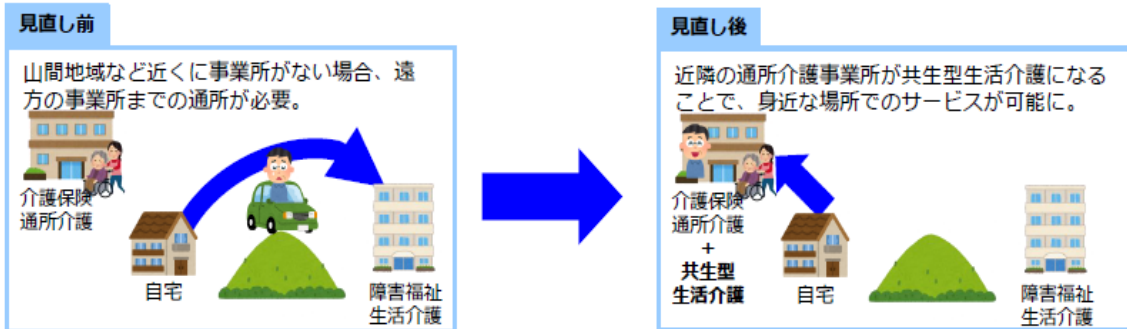 見直し前
山間地域など近くに事業所がない場合、遠
方の事業所までの通所が必要。
介護保険
通所介護
自宅
障害福祉
生活介護
見直し後
近隣の通所介護事業所が共生型生活介護になる
ことで、身近な場所でのサービスが可能に。
介護保険
通所介護
+
共生型
生活介護
自宅
障害福祉
生活介護